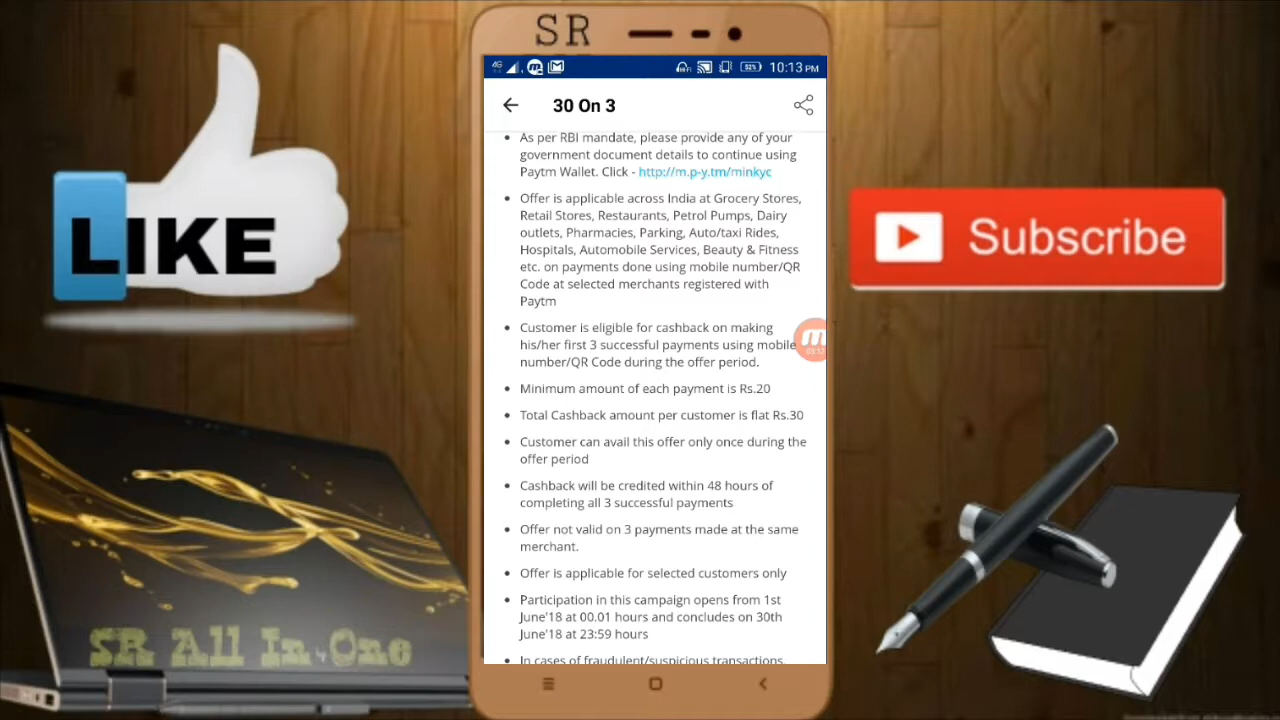 SR
4G
52% 10:13 PM
30 On 3
As per RBI mandate, please provide any of your
government document details to continue using
Paytm Wallet. Click - http://m.p-y.tm/minkyc
Offer is applicable across India at Grocery Stores,
Retail Stores, Restaurants, Petrol Pumps, Dairy
outlets, Pharmacies, Parking, Auto/taxi Rides,
Hospitals, Automobile Services, Beauty & Fitness
etc. on payments done using mobile number/QR
Code at selected merchants registered with
Paytm
Customer is eligible for cashback on making
his/her first 3 successful payments using mobile
number/QR Code during the offer period.
Minimum amount of each payment is Rs.20
Total Cashback amount per customer is flat Rs.30
Customer can avail this offer only once during the
offer period
Cashback will be credited within 48 hours of
completing all 3 successful payments
Offer not valid on 3 payments made at the same
merchant.
Offer is applicable for selected customers only
Participation in this campaign opens from 1st
June'18 at 00.01 hours and concludes on 30th
June'18 at 23:59 hours
In cases of fraudulent/suspicious transactions,
LIKE
Subscribe
SR All In One